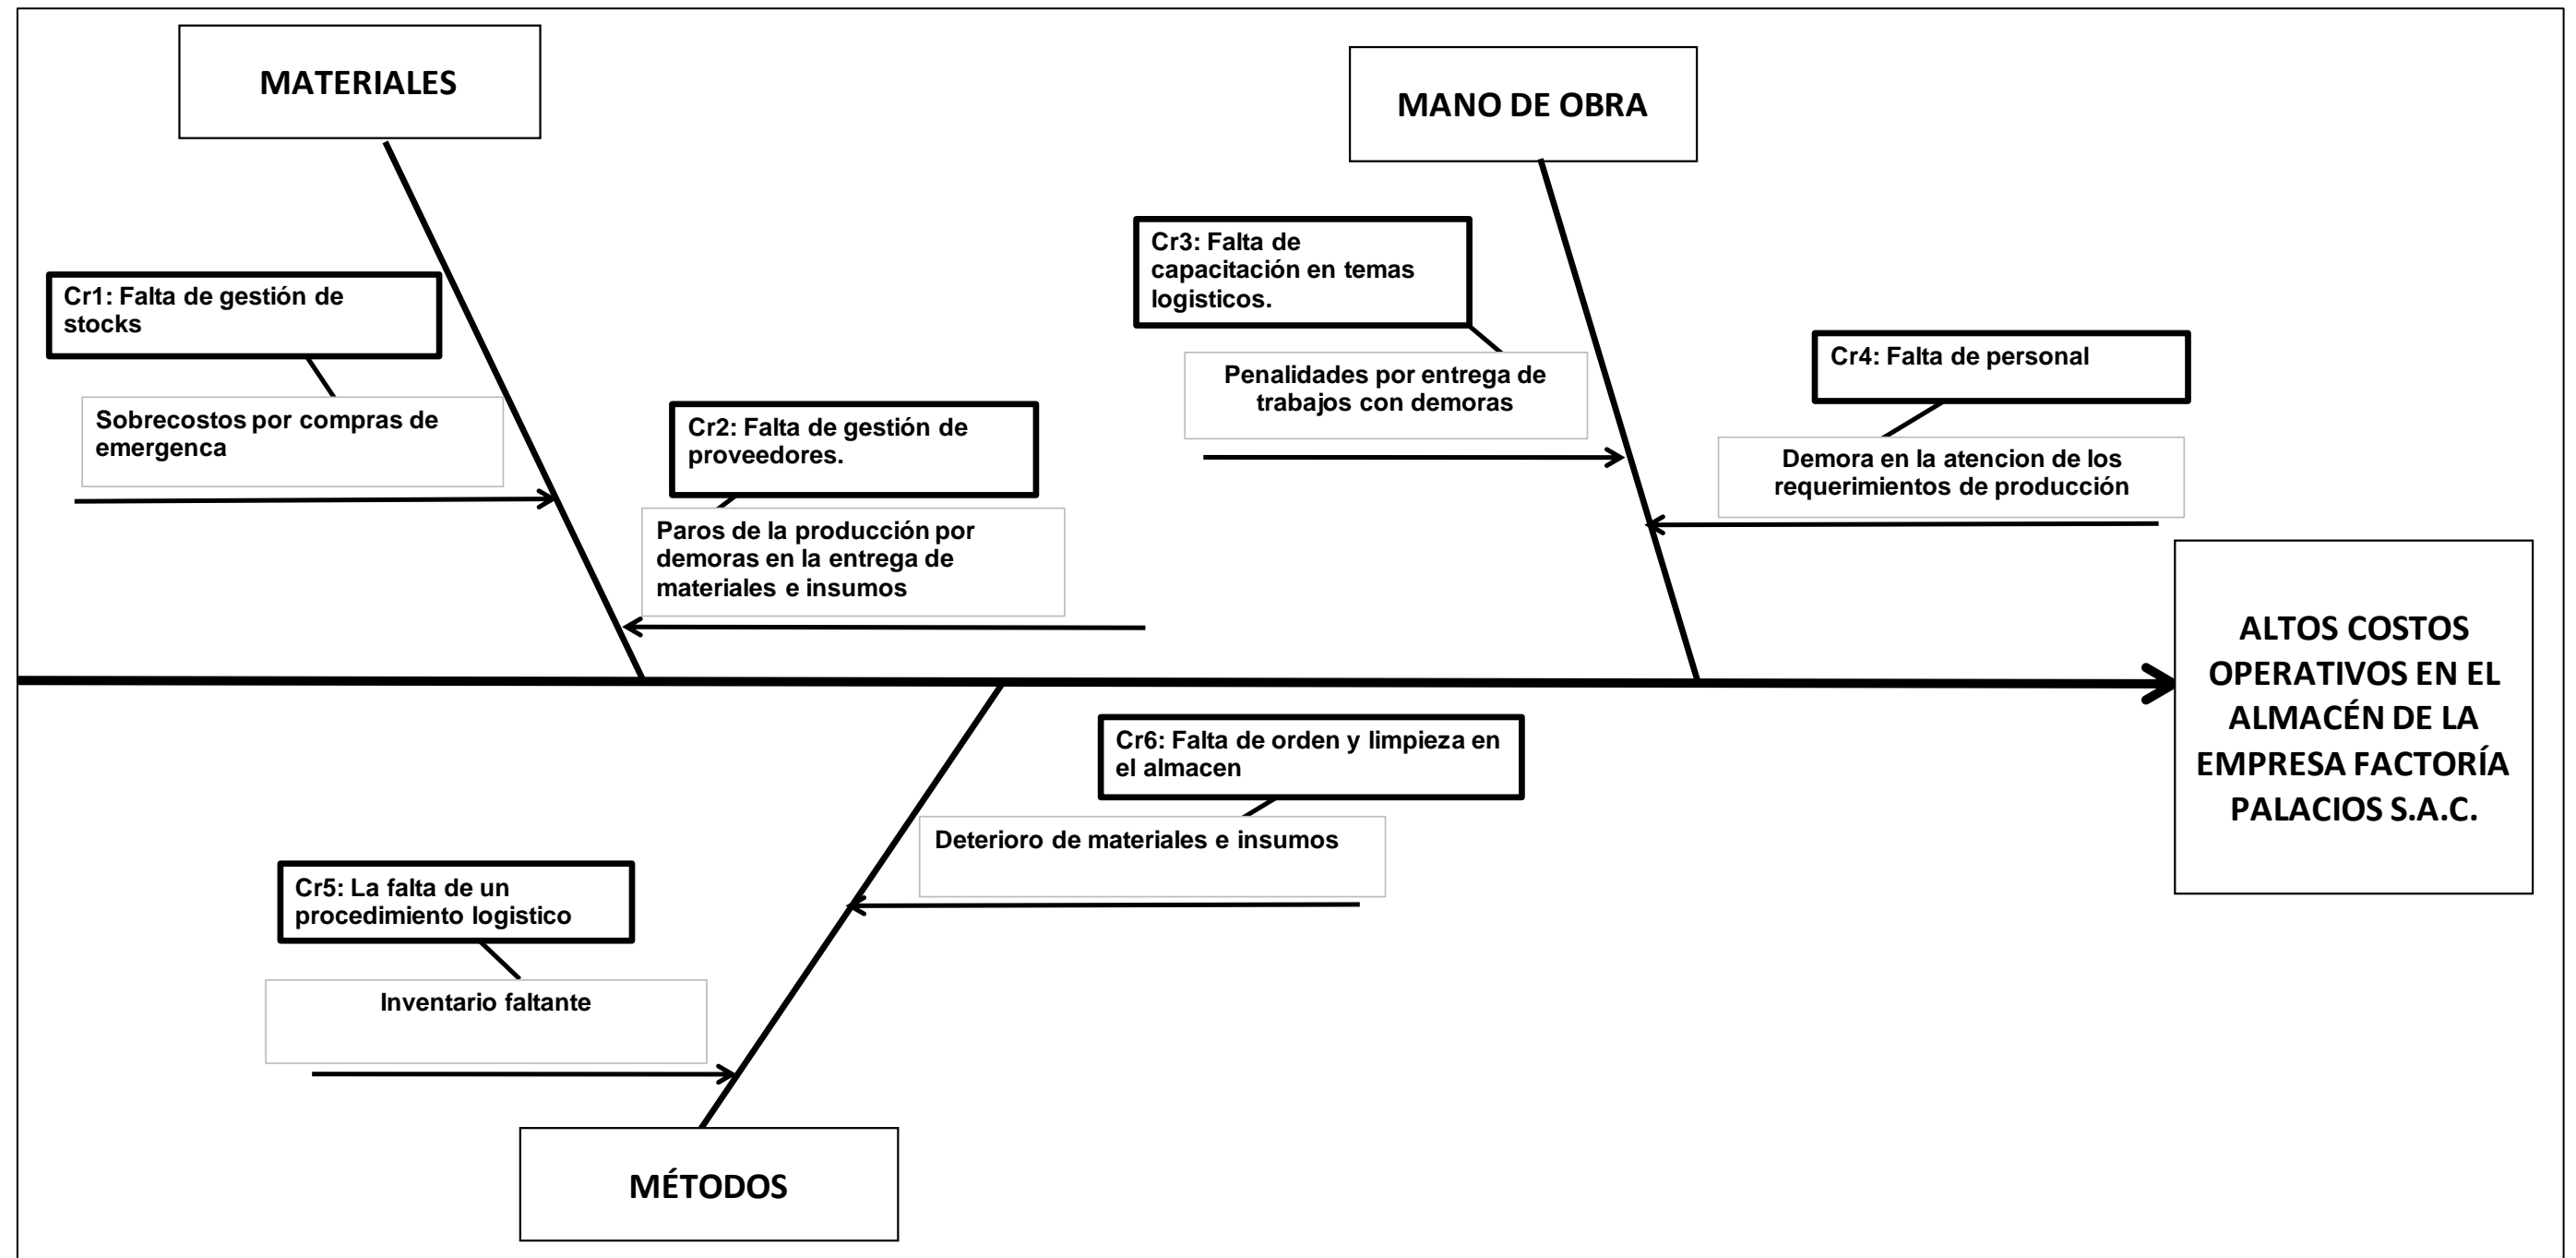 MATERIALES
MANO DE OBRA
Cr1: Falta de gestión de
stocks
Sobrecostos por compras de
emergenca
Cr2: Falta de gestión de
proveedores.
Paros de la producción por
demoras en la entrega de
materiales e insumos
Cr3: Falta de
capacitación en temas
logisticos.
Penalidades por entrega de
trabajos con demoras
Cr4: Falta de personal
Demora en la atencion de los
requerimientos de producción
ALTOS COSTOS
OPERATIVOS EN EL
ALMACÉN DE LA
EMPRESA FACTORÍA
PALACIOS S.A.C.
Cr6: Falta de orden y limpieza en
el almacen
Deterioro de materiales e insumos
Cr5: La falta de un
procedimiento logistico
Inventario faltante
MÉTODOS